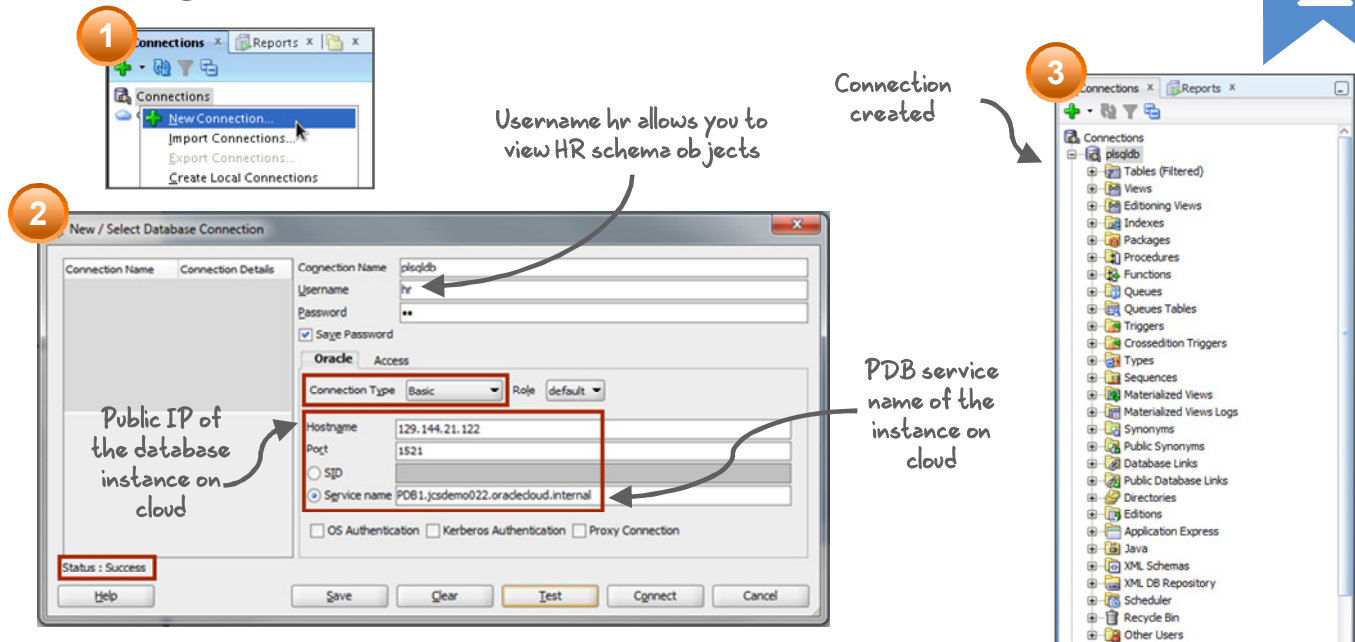 1
Connections
Reports
Connections
New Connection...
Import Connections...
Export Connections...
Create Local Connections
Username hr allows you to
view HR schema objects
2
New / Select Database Connection
Connection Name Connection Details
Connection Name plsqldb
Username hr
Password ••
Save Password
Oracle Access
Connection Type Basic Role default
Hostname 129.144.21.122
Port 1521
SID
Service name PDB1.jcsdemo022.oraclecloud.internal
OS Authentication Kerberos Authentication Proxy Connection
Status : Success
Help Save Clear Test Connect Cancel
Public IP of
the database
instance on
cloud
PDB service
name of the
instance on
cloud
Connection
created
3
Connections
Reports
Connections
plsqldb
Tables (Filtered)
Views
Editioning Views
Indexes
Packages
Procedures
Functions
Queues
Queues Tables
Triggers
Crossedition Triggers
Types
Sequences
Materialized Views
Materialized Views Logs
Synonyms
Public Synonyms
Database Links
Public Database Links
Directories
Editions
Application Express
Java
XML Schemas
XML DB Repository
Scheduler
Recycle Bin
Other Users